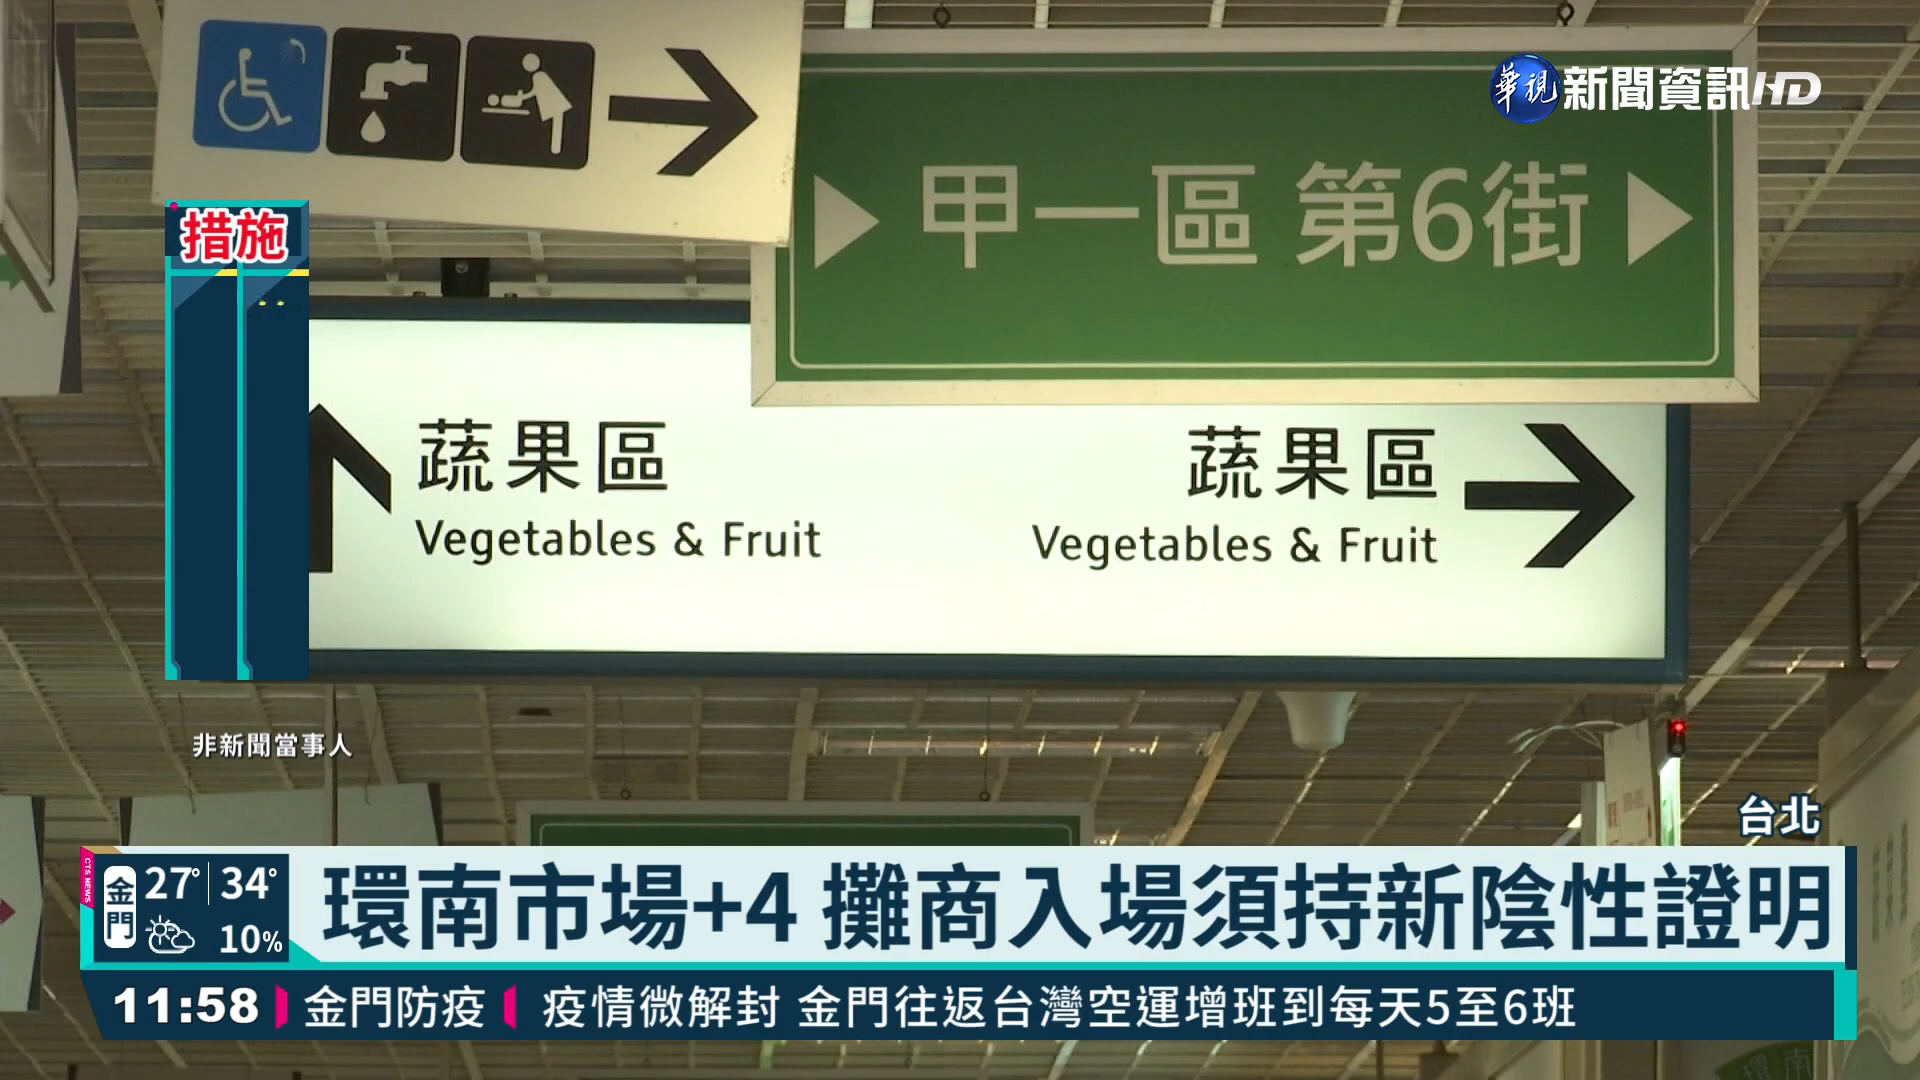 華視新聞資訊HD
甲一區 第6街
措施
蔬果區
Vegetables & Fruit
蔬果區
Vegetables & Fruit
非新聞當事人
台北
CTS NEWS
金門
27° 34°
10%
環南市場+4 攤商入場須持新陰性證明
11:58 金門防疫 疫情微解封 金門往返台灣空運增班到每天5至6班
環南